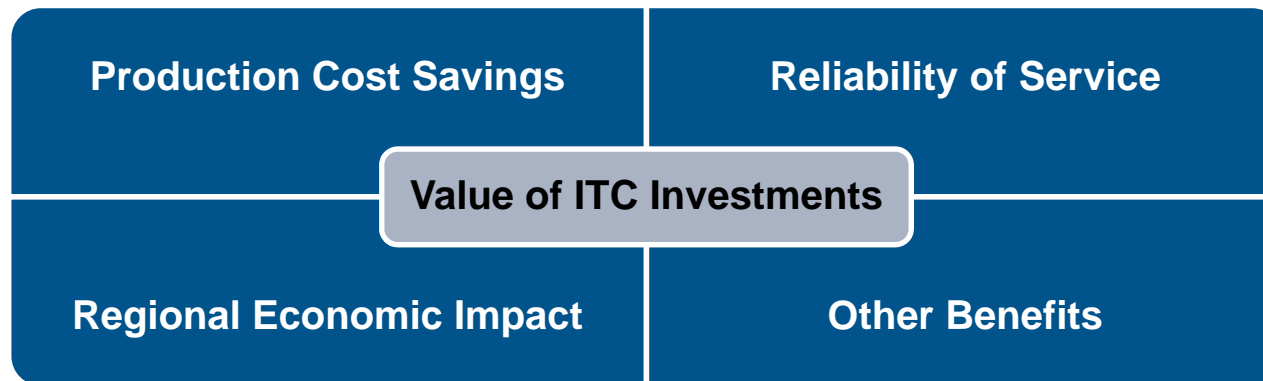 Production Cost Savings
Reliability of Service
Value of ITC Investments
Regional Economic Impact
Other Benefits